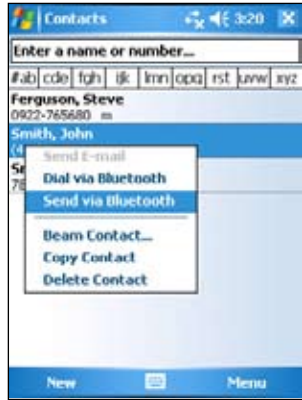 Contacts 3:20
Enter a name or number...
#ab cde fgh ijk lmn opq rst uvw xyz
Ferguson, Steve
0922-765680 m
Smith, John
(4
Send E-mail
Dial via Bluetooth
Send via Bluetooth
Beam Contact...
Copy Contact
Delete Contact
New Menu